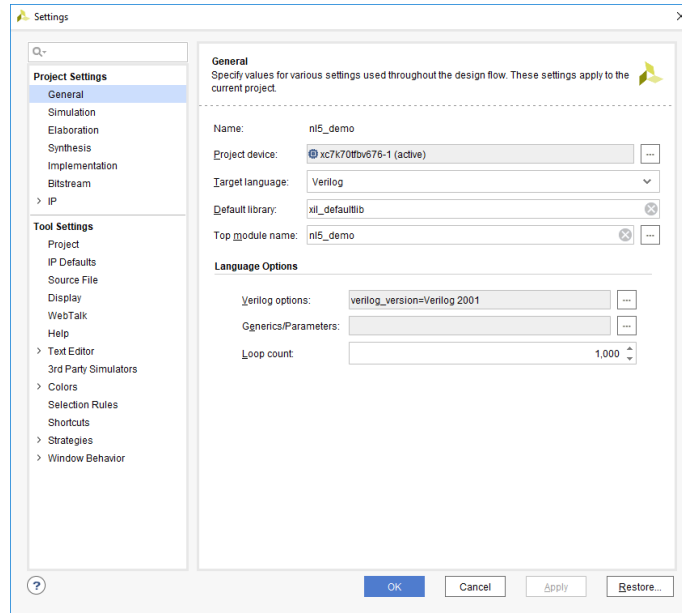 Settings
Project Settings
General
Simulation
Elaboration
Synthesis
Implementation
Bitstream
IP
Tool Settings
Project
IP Defaults
Source File
Display
WebTalk
Help
Text Editor
3rd Party Simulators
Colors
Selection Rules
Shortcuts
Strategies
Window Behavior
General
Specify values for various settings used throughout the design flow. These settings apply to the
current project.
Name: nl5_demo
Project device: xc7k70tfbv676-1 (active)
Target language: Verilog
Default library: xil_defaultlib
Top module name: nl5_demo
Language Options
Verilog options: verilog_version=Verilog 2001
Generics/Parameters:
Loop count: 1,000
? OK Cancel Apply Restore...